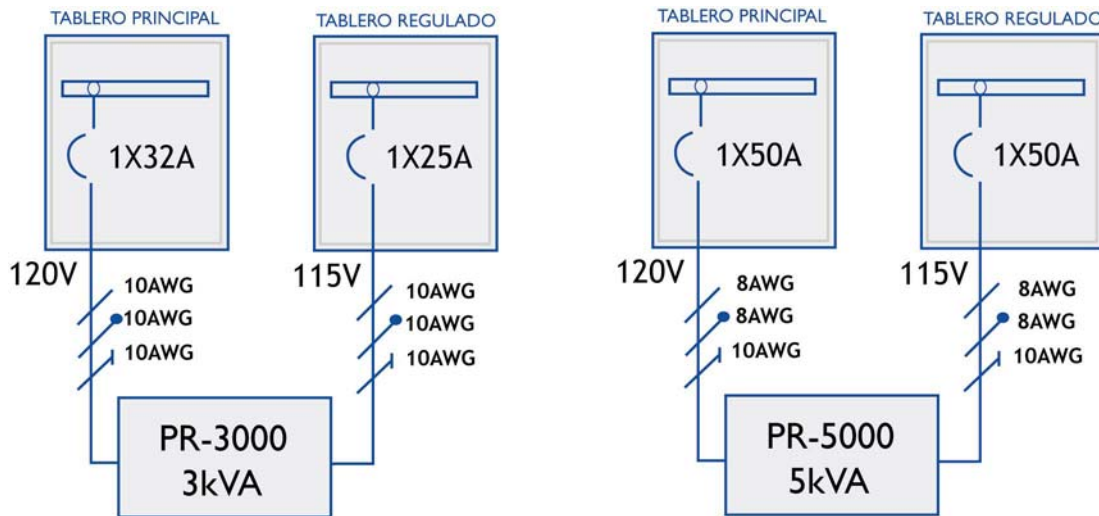 TABLERO PRINCIPAL
TABLERO REGULADO
1X32A
1X25A
120V
115V
10AWG
10AWG
10AWG
10AWG
10AWG
10AWG
PR-3000
3kVA
TABLERO PRINCIPAL
TABLERO REGULADO
1X50A
1X50A
120V
115V
8AWG
8AWG
10AWG
8AWG
8AWG
10AWG
PR-5000
5kVA